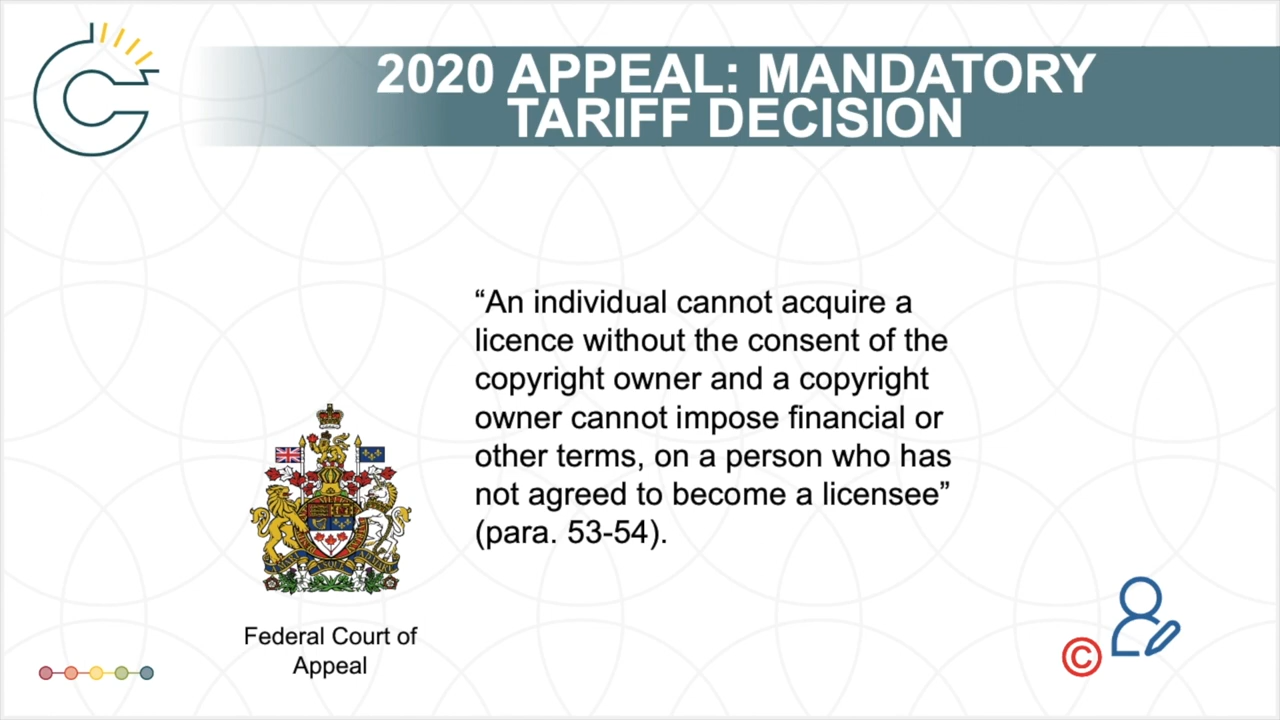 2020 APPEAL: MANDATORY
TARIFF DECISION
“An individual cannot acquire a
licence without the consent of the
copyright owner and a copyright
owner cannot impose financial or
other terms, on a person who has
not agreed to become a licensee”
(para. 53-54).
Federal Court of
Appeal
©